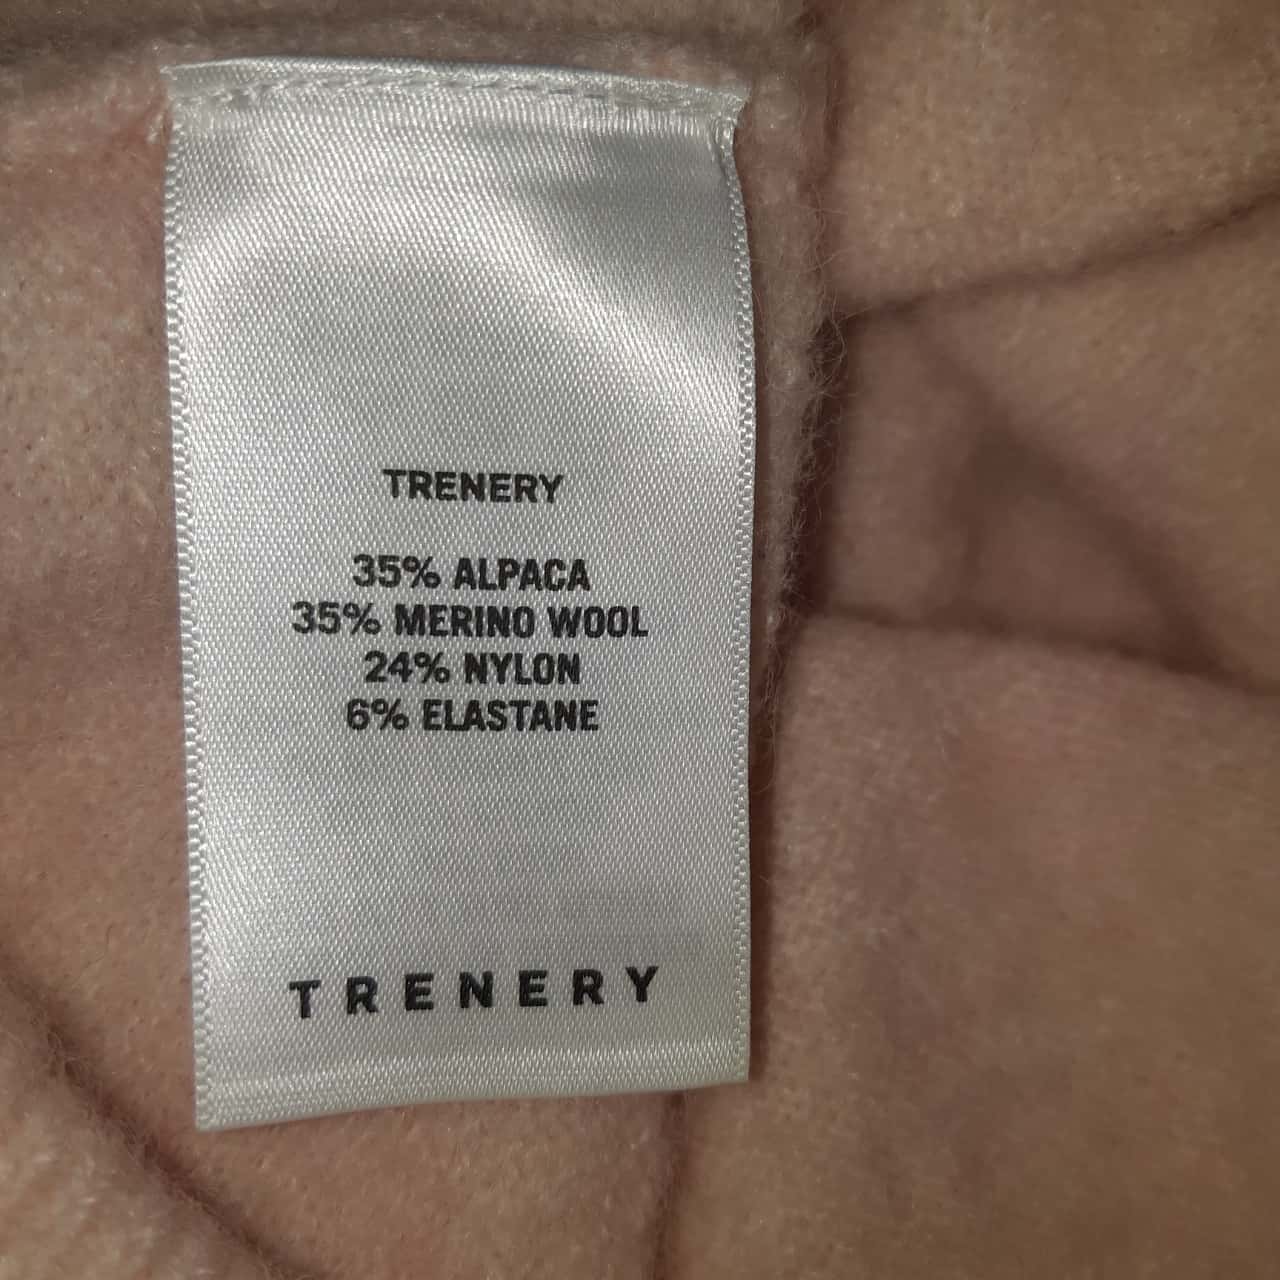 TRENERY
35% ALPACA
35% MERINO WOOL
24% NYLON
6% ELASTANE
TRENERY